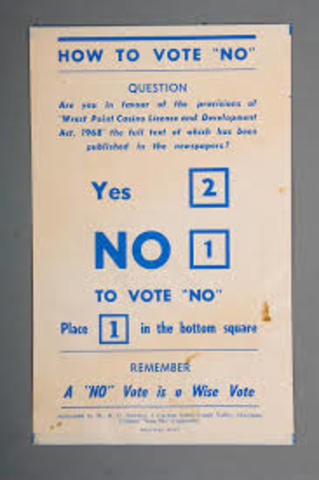 HOW TO VOTE "NO"
QUESTION
Are you in favour of the provisions of
"Wrest Point Casino Licence and Development
Act, 1968" the full text of which has been
published in the newspapers?
Yes 2
NO 1
TO VOTE "NO"
Place 1 in the bottom square
REMEMBER
A "NO" Vote is a Wise Vote